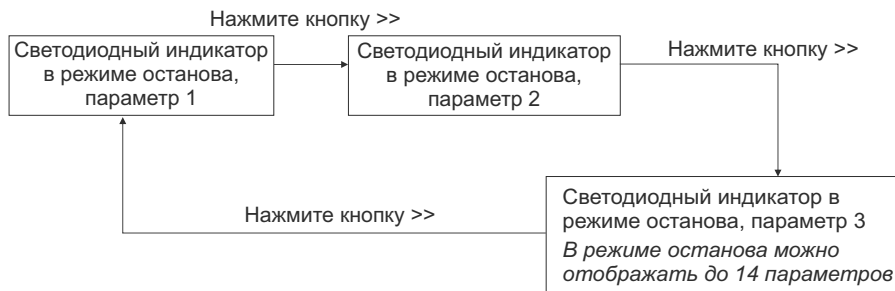 Нажмите кнопку >>
Светодиодный индикатор
в режиме останова,
параметр 1
Светодиодный индикатор
в режиме останова,
параметр 2
Нажмите кнопку >>
Светодиодный индикатор в
режиме останова, параметр 3
В режиме останова можно
отображать до 14 параметров
Нажмите кнопку >>